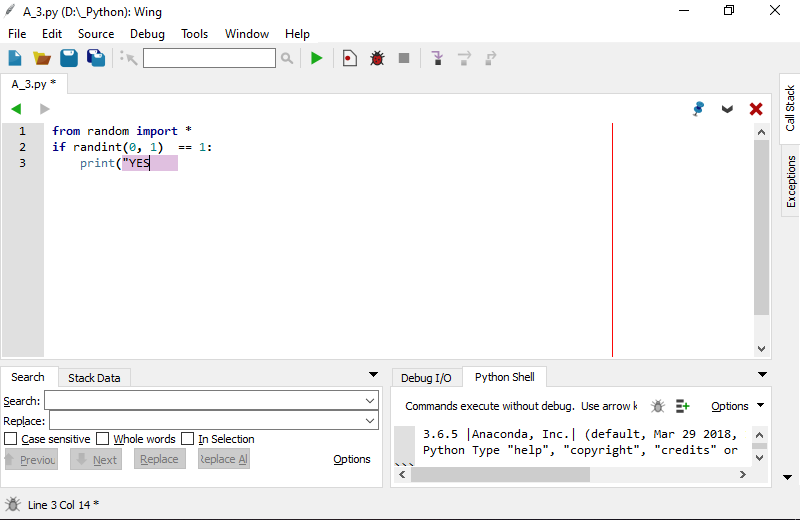 A_3.py (D:\_Python): Wing
File Edit Source Debug Tools Window Help
A_3.py *
1 from random import *
2 if randint(0, 1)  == 1:
3     print("YES
Call Stack
Exceptions
Search Stack Data
Search:
Replace:
Case sensitive Whole words In Selection
Previou Next Replace Replace Al Options
Debug I/O Python Shell
Commands execute without debug. Use arrow k Options
3.6.5 |Anaconda, Inc.| (default, Mar 29 2018,
Python Type "help", "copyright", "credits" or
>>>
Line 3 Col 14 *